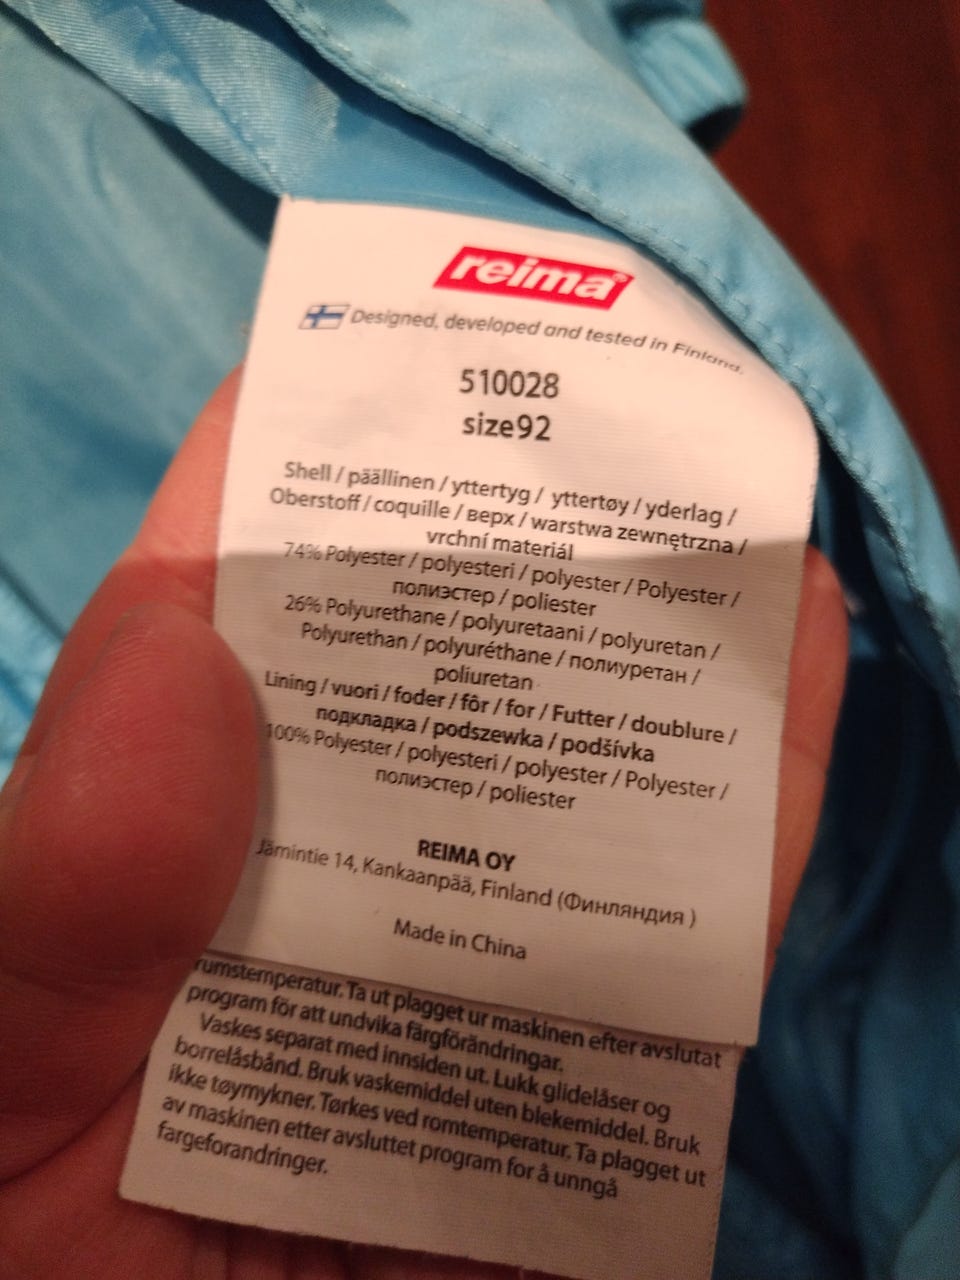 reima®
Designed, developed and tested in Finland.
510028
size92
Shell / päällinen / yttertyg / yttertøy / yderlag /
Oberstoff / coquille / верх / warstwa zewnętrzna /
vrchní materiál
74% Polyester / polyesteri / polyester / Polyester /
полиэстер / poliester
26% Polyurethane / polyuretaani / polyuretan /
Polyurethan / polyuréthane / полиуретан /
poliuretan
Lining / vuori / foder / fôr / for / Futter / doublure /
подкладка / podszewka / podšívka
100% Polyester / polyesteri / polyester / Polyester /
полиэстер / poliester
REIMA OY
Jämintie 14, Kankaanpää, Finland (Финляндия )
Made in China
rumstemperatur. Ta ut plagget ur maskinen efter avslutat
program för att undvika färgförändringar.
Vaskes separat med innsiden ut. Lukk glidelåser og
borrelåsbånd. Bruk vaskemiddel uten blekemiddel. Bruk
ikke tøymykner. Tørkes ved romtemperatur. Ta plagget ut
av maskinen etter avsluttet program for å unngå
fargeforandringer.